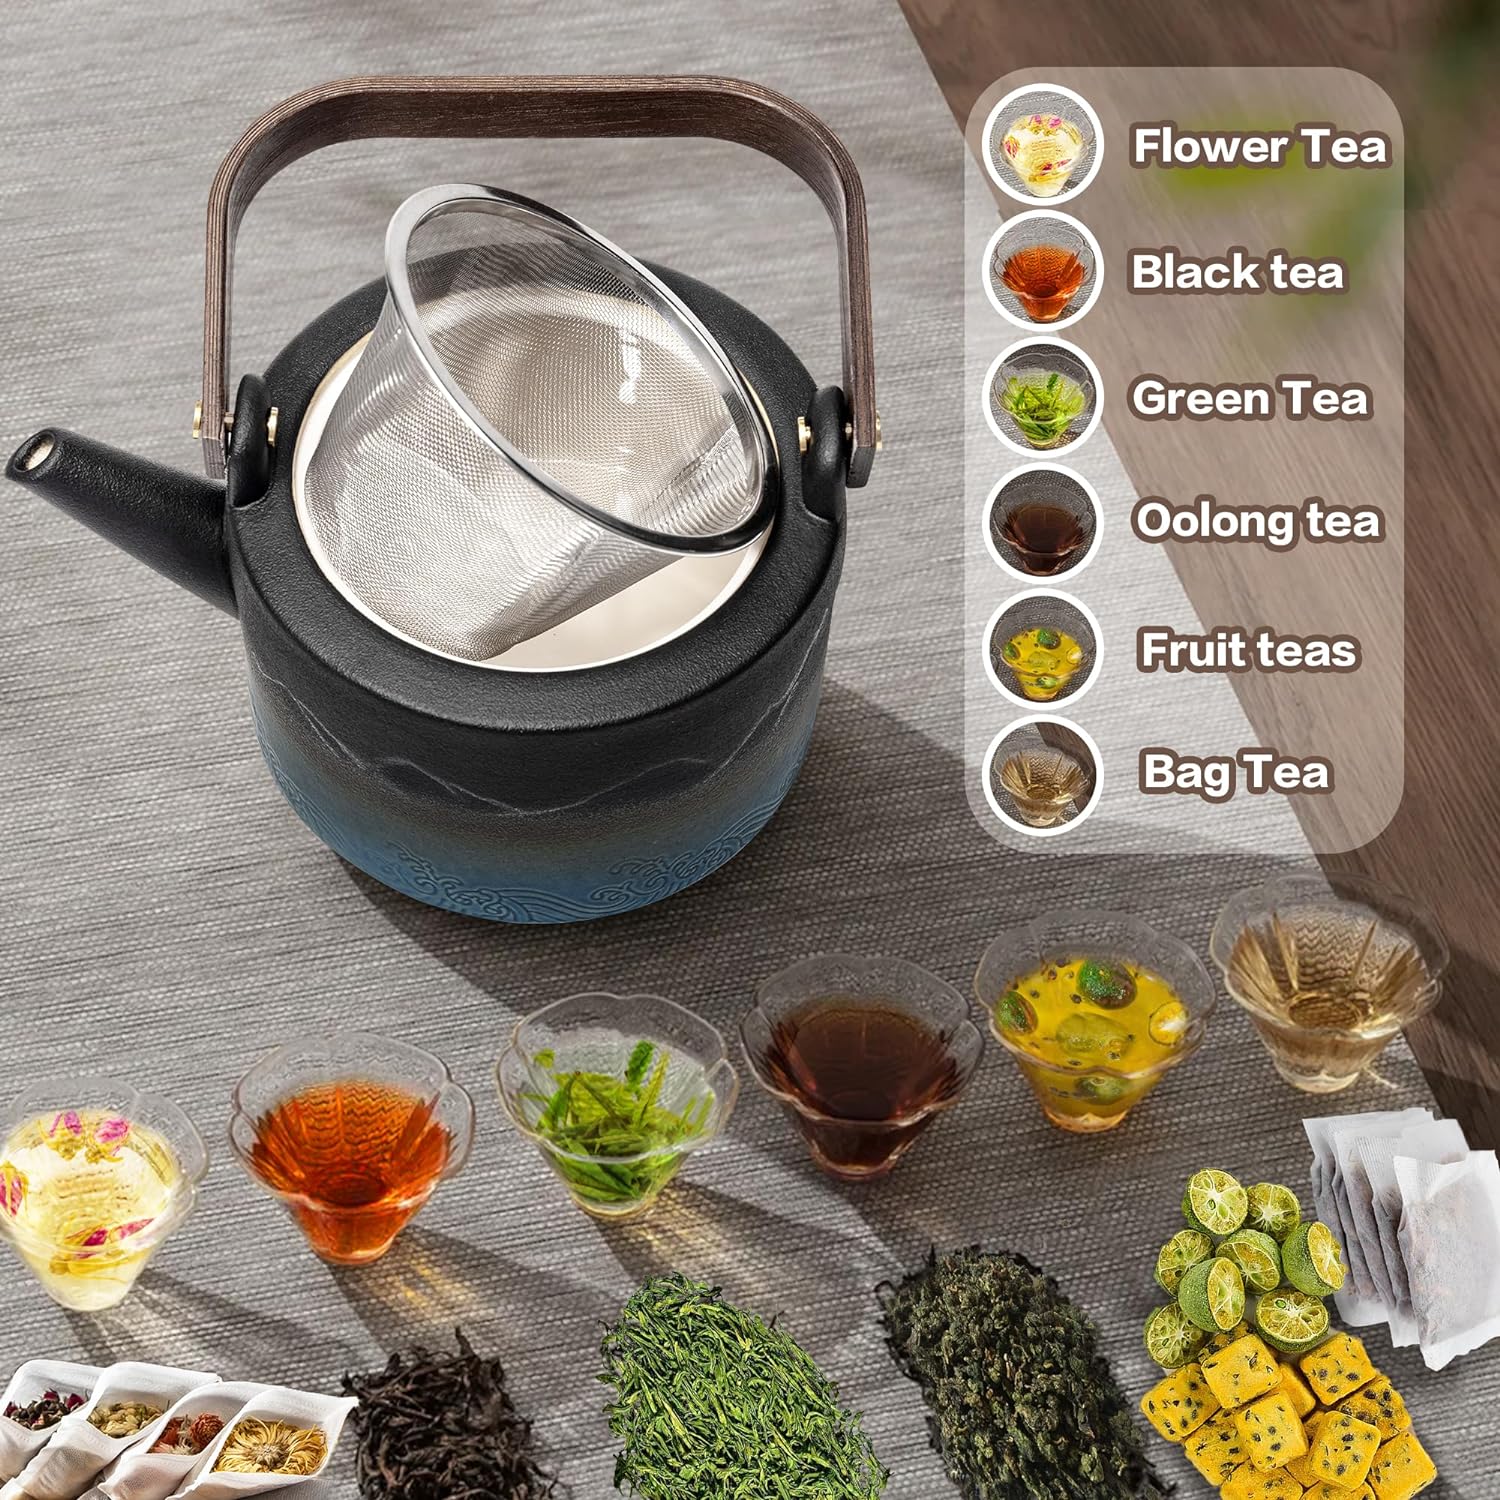 Flower Tea
Black tea
Green Tea
Oolong tea
Fruit teas
Bag Tea